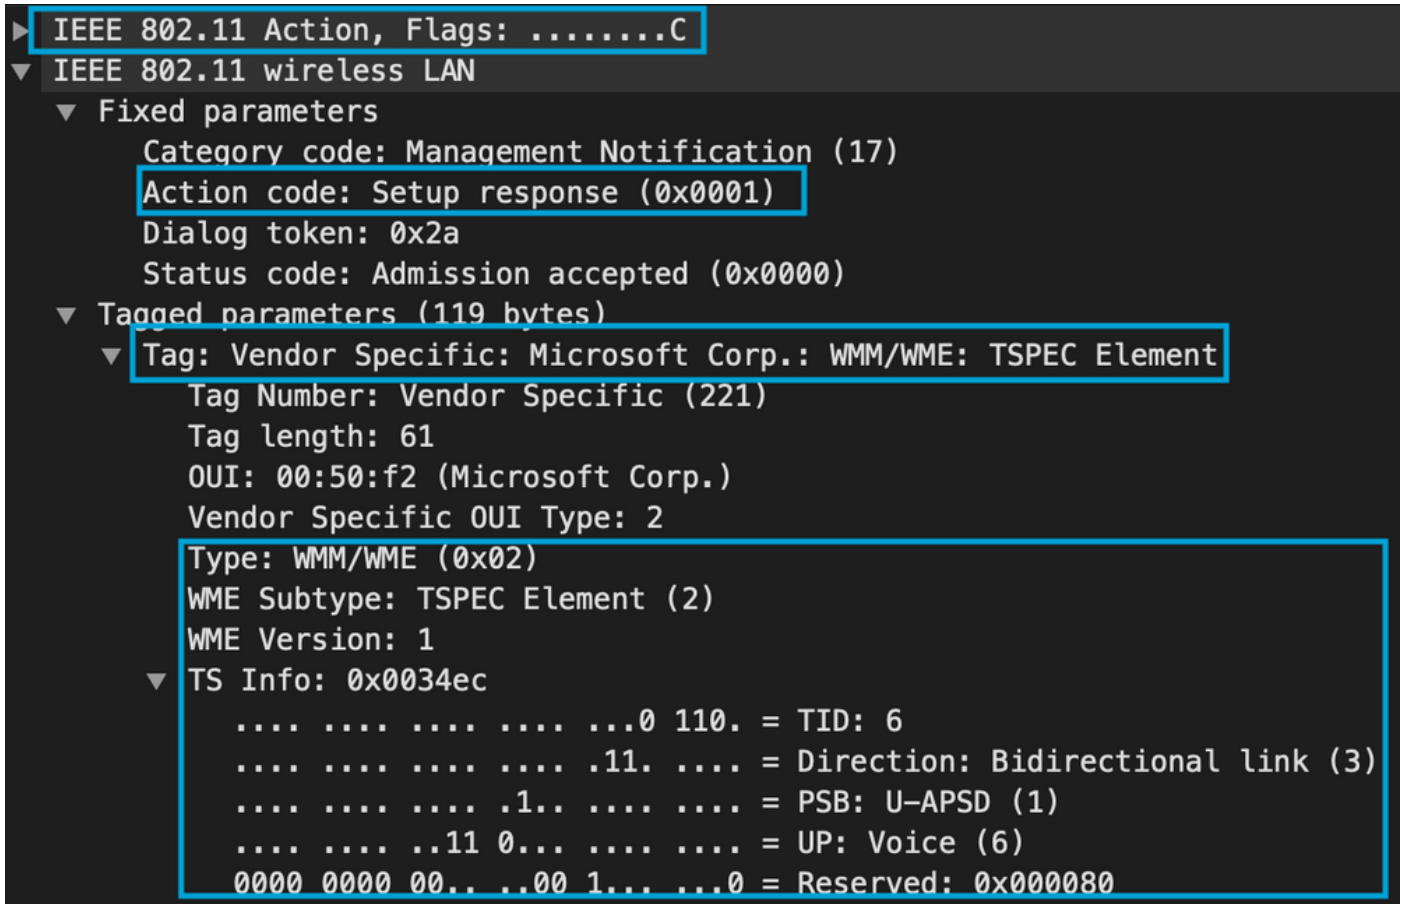 IEEE 802.11 Action, Flags: ........C
IEEE 802.11 wireless LAN
Fixed parameters
Category code: Management Notification (17)
Action code: Setup response (0x0001)
Dialog token: 0x2a
Status code: Admission accepted (0x0000)
Tagged parameters (119 bytes)
Tag: Vendor Specific: Microsoft Corp.: WMM/WME: TSPEC Element
Tag Number: Vendor Specific (221)
Tag length: 61
OUI: 00:50:f2 (Microsoft Corp.)
Vendor Specific OUI Type: 2
Type: WMM/WME (0x02)
WME Subtype: TSPEC Element (2)
WME Version: 1
TS Info: 0x0034ec
.... .... .... .... ...0 110. = TID: 6
.... .... .... .... .11. .... = Direction: Bidirectional link (3)
.... .... .... .1.. .... .... = PSB: U-APSD (1)
.... .... ..11 0... .... .... = UP: Voice (6)
0000 0000 00.. ..00 1... ...0 = Reserved: 0x000080